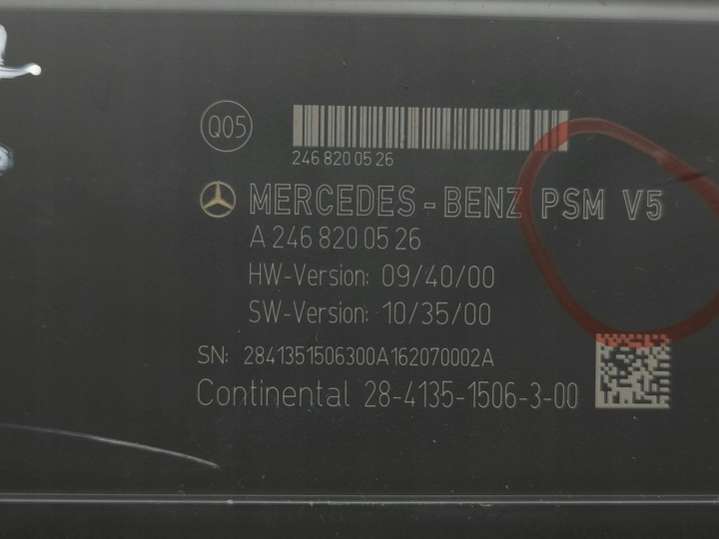 Q05
246 820 05 26
MERCEDES-BENZ PSM V5
A 246 820 05 26
HW-Version: 09/40/00
SW-Version: 10/35/00
SN: 2841351506300A162070002A
Continental 28-4135-1506-3-00